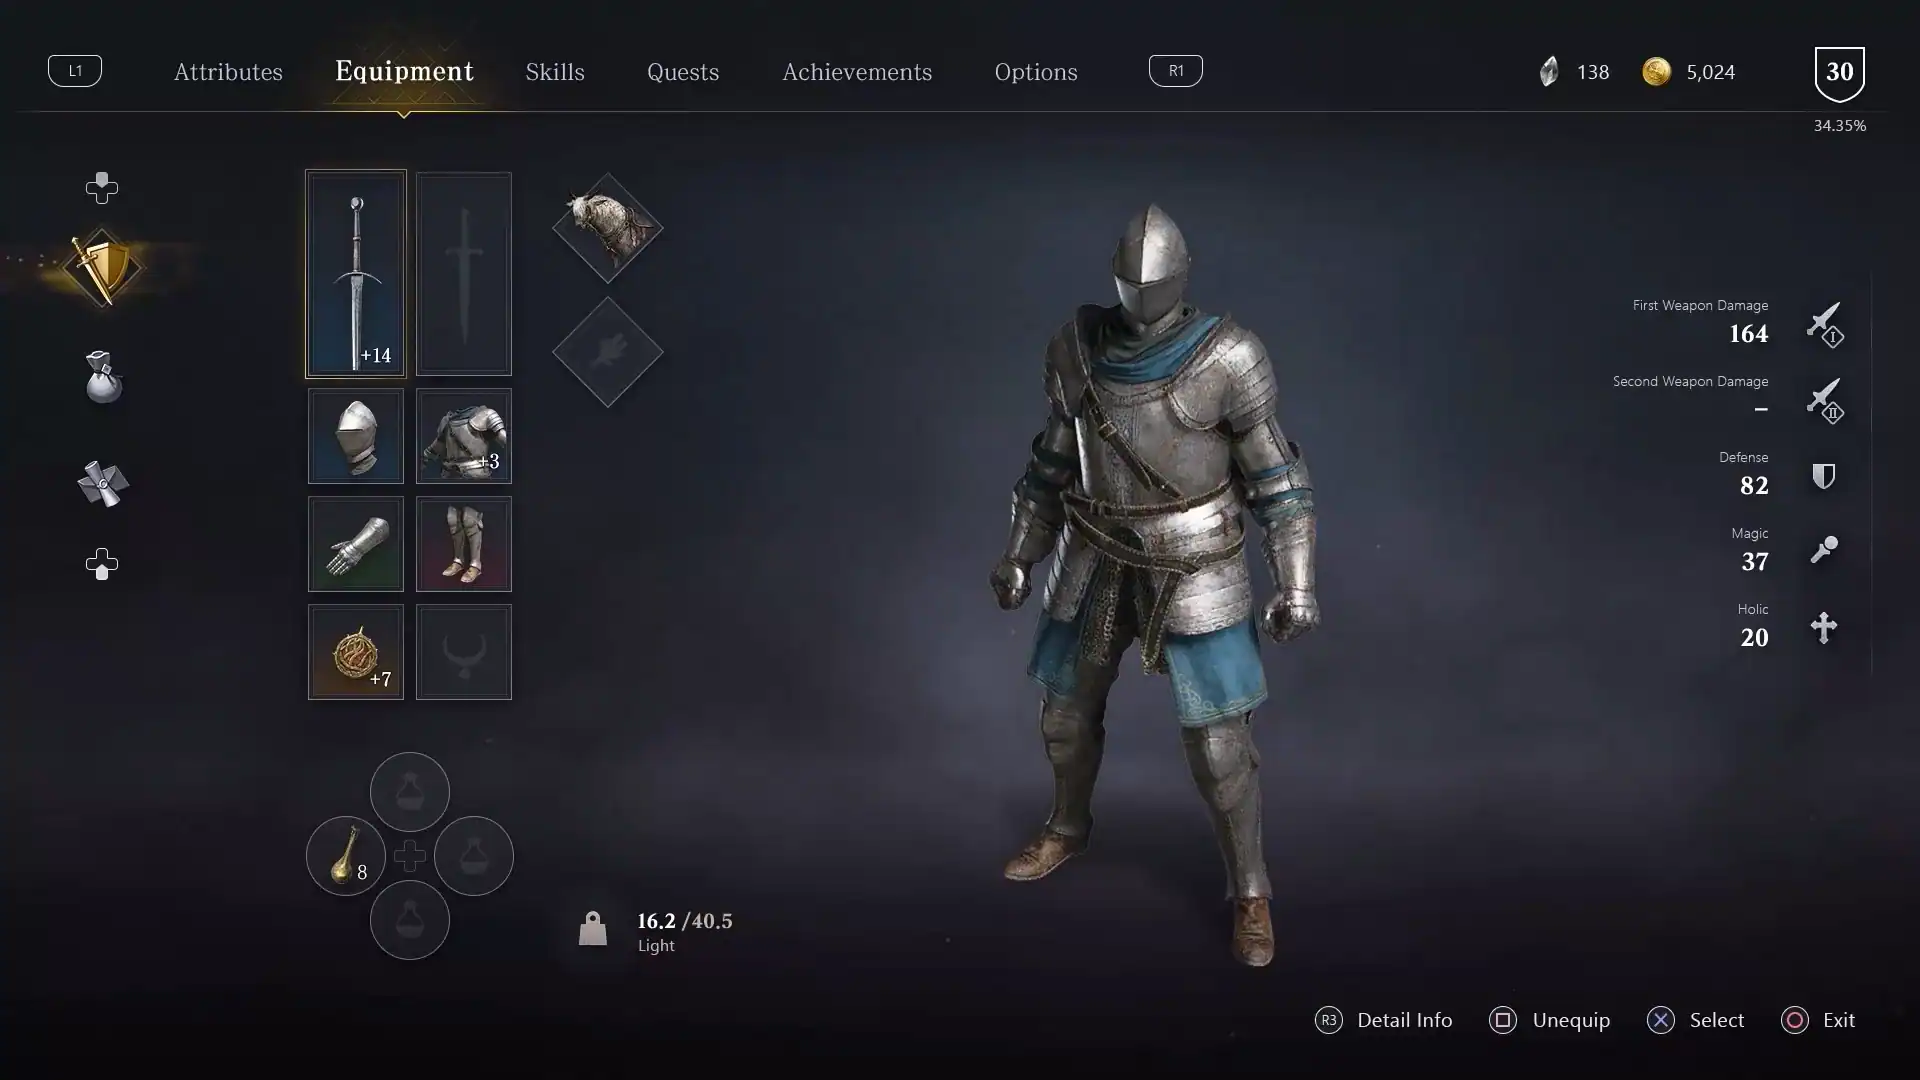 L1
Attributes
Equipment
Skills
Quests
Achievements
Options
R1
138
5,024
30
34.35%
+14
+3
+7
8
16.2 /40.5
Light
First Weapon Damage
164
I
Second Weapon Damage
–
II
Defense
82
Magic
37
Holic
20
R3 Detail Info
Unequip
Select
Exit